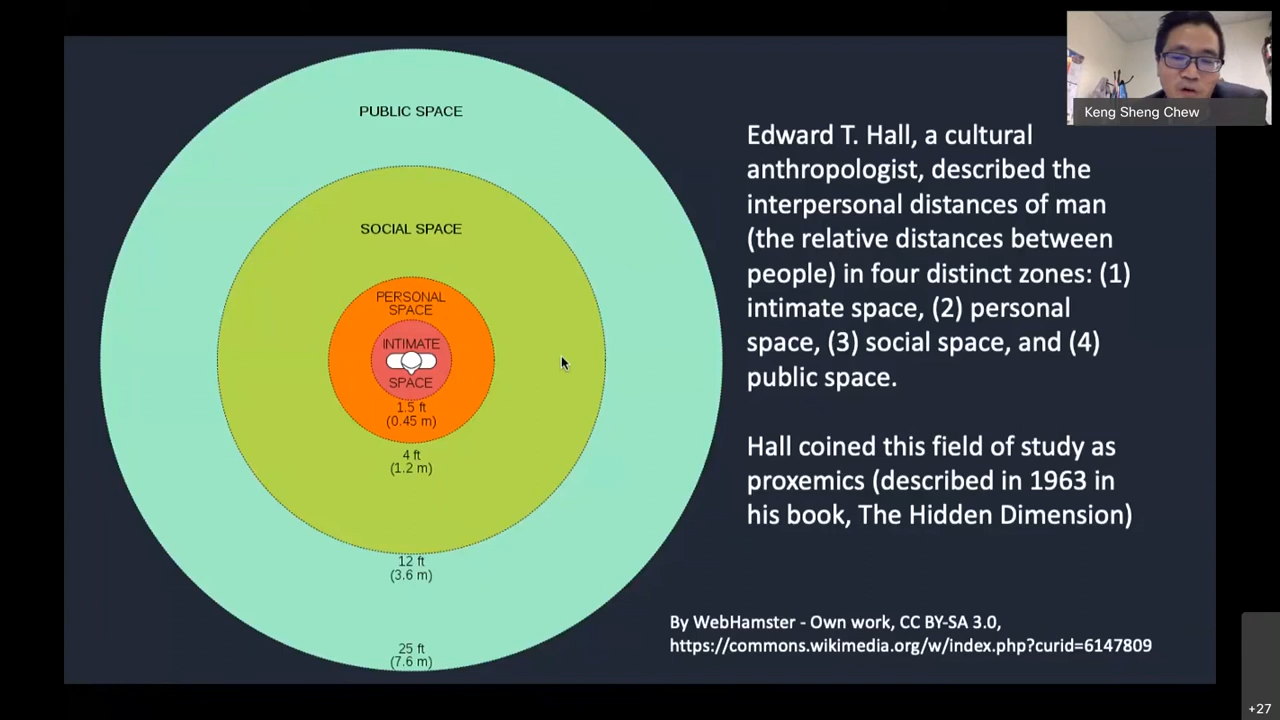 PUBLIC SPACE
SOCIAL SPACE
PERSONAL
SPACE
INTIMATE
SPACE
1.5 ft
(0.45 m)
4 ft
(1.2 m)
12 ft
(3.6 m)
25 ft
(7.6 m)
Keng Sheng Chew
Edward T. Hall, a cultural
anthropologist, described the
interpersonal distances of man
(the relative distances between
people) in four distinct zones: (1)
intimate space, (2) personal
space, (3) social space, and (4)
public space.
Hall coined this field of study as
proxemics (described in 1963 in
his book, The Hidden Dimension)
By WebHamster - Own work, CC BY-SA 3.0,
https://commons.wikimedia.org/w/index.php?curid=6147809
+27